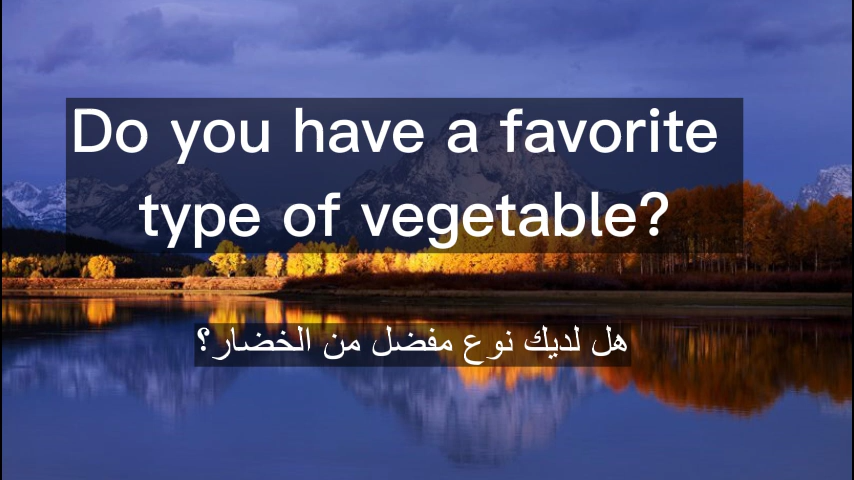 Do you have a favorite
type of vegetable?
هل لديك نوع مفضل من الخضار؟